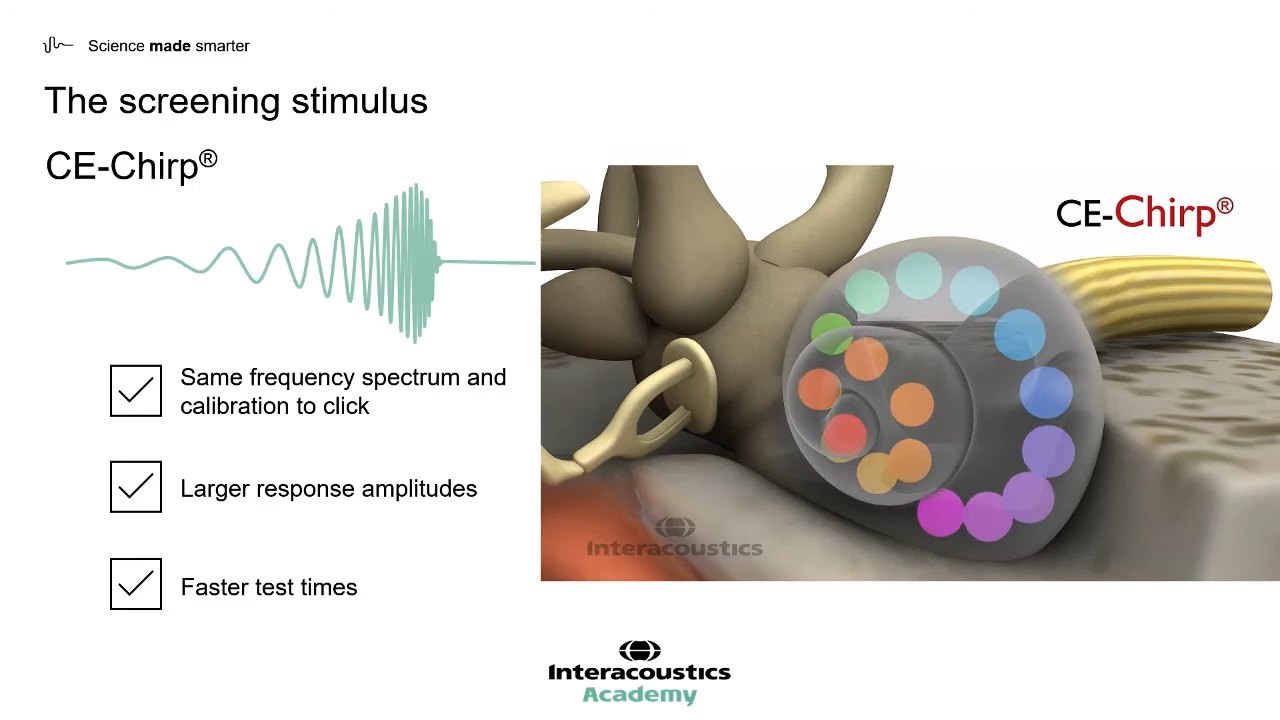 Science made smarter
The screening stimulus
CE-Chirp®
CE-Chirp®
Same frequency spectrum and
calibration to click
Larger response amplitudes
Faster test times
Interacoustics
Interacoustics
Academy